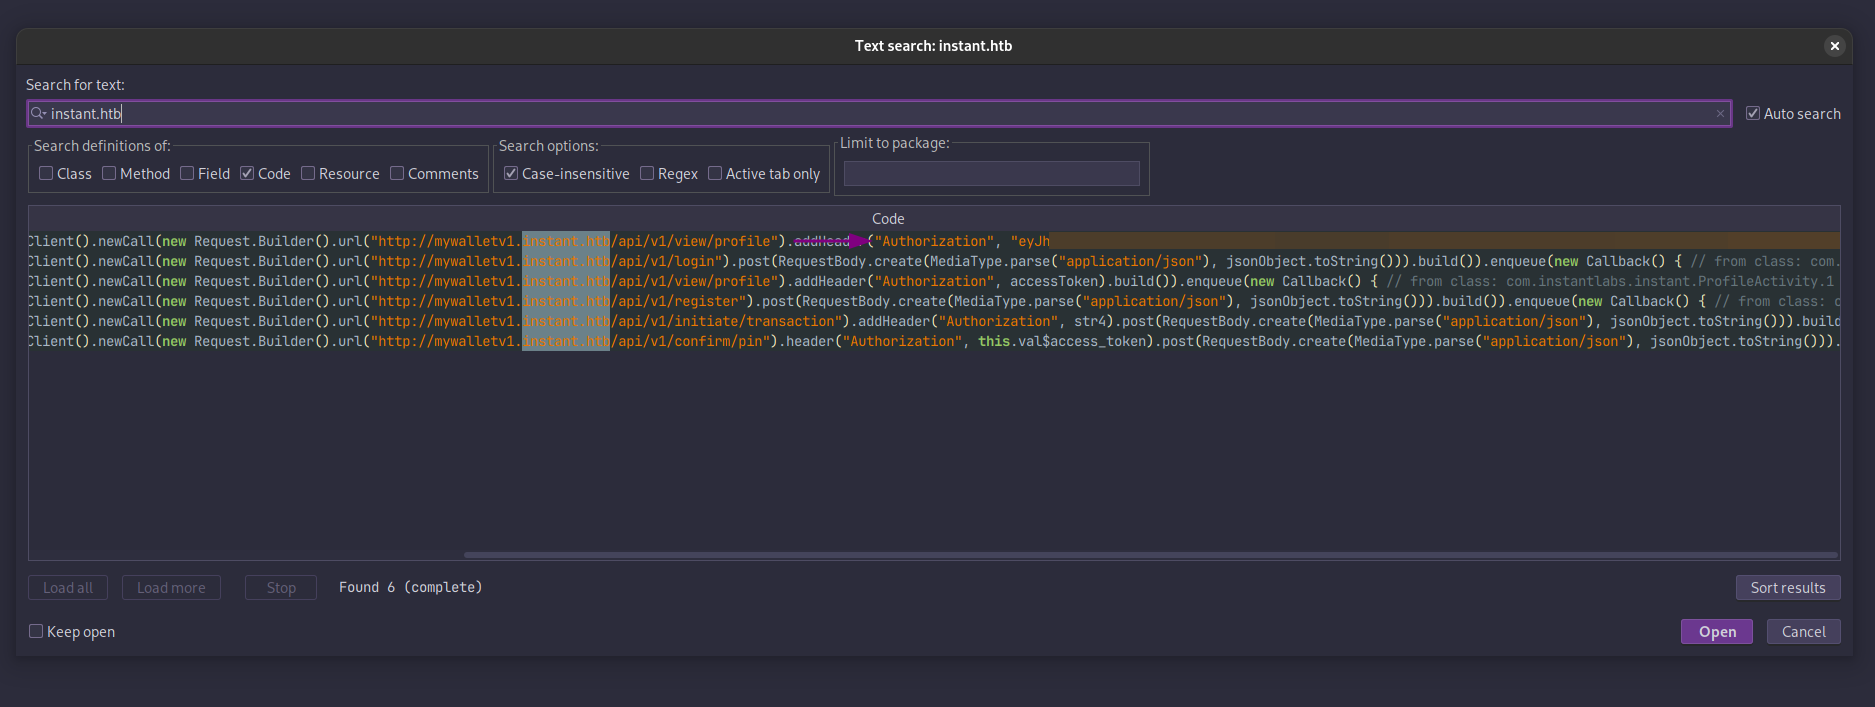 Text search: instant.htb
Search for text:
instant.htb
Auto search
Search definitions of:
Class Method Field Code Resource Comments
Search options:
Case-insensitive Regex Active tab only
Limit to package:
Code
Client().newCall(new Request.Builder().url("http://mywalletv1.instant.htb/api/v1/view/profile").addHeader("Authorization", "eyJh
Client().newCall(new Request.Builder().url("http://mywalletv1.instant.htb/api/v1/login").post(RequestBody.create(MediaType.parse("application/json"), jsonObject.toString())).build()).enqueue(new Callback() { // from class: com.
Client().newCall(new Request.Builder().url("http://mywalletv1.instant.htb/api/v1/view/profile").addHeader("Authorization", accessToken).build()).enqueue(new Callback() { // from class: com.instantlabs.instant.ProfileActivity.1
Client().newCall(new Request.Builder().url("http://mywalletv1.instant.htb/api/v1/register").post(RequestBody.create(MediaType.parse("application/json"), jsonObject.toString())).build()).enqueue(new Callback() { // from class: c
Client().newCall(new Request.Builder().url("http://mywalletv1.instant.htb/api/v1/initiate/transaction").addHeader("Authorization", str4).post(RequestBody.create(MediaType.parse("application/json"), jsonObject.toString())).build
Client().newCall(new Request.Builder().url("http://mywalletv1.instant.htb/api/v1/confirm/pin").header("Authorization", this.val$access_token).post(RequestBody.create(MediaType.parse("application/json"), jsonObject.toString())).
Load all Load more Stop Found 6 (complete) Sort results
Keep open Open Cancel